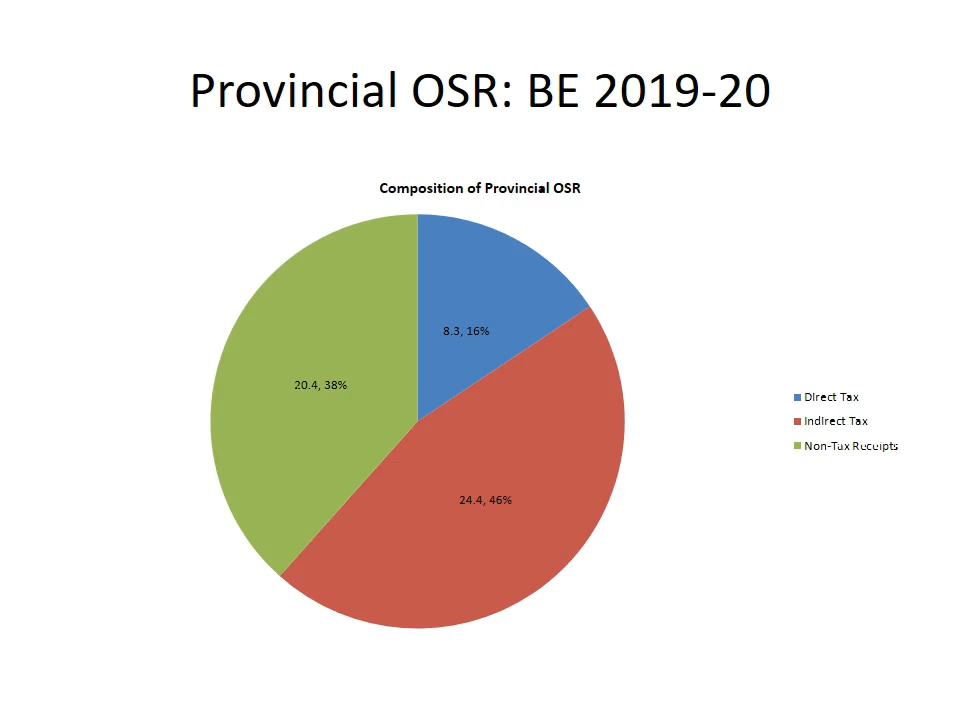 Provincial OSR: BE 2019-20
Composition of Provincial OSR
8.3, 16%
20.4, 38%
24.4, 46%
Direct Tax
Indirect Tax
Non-Tax Receipts